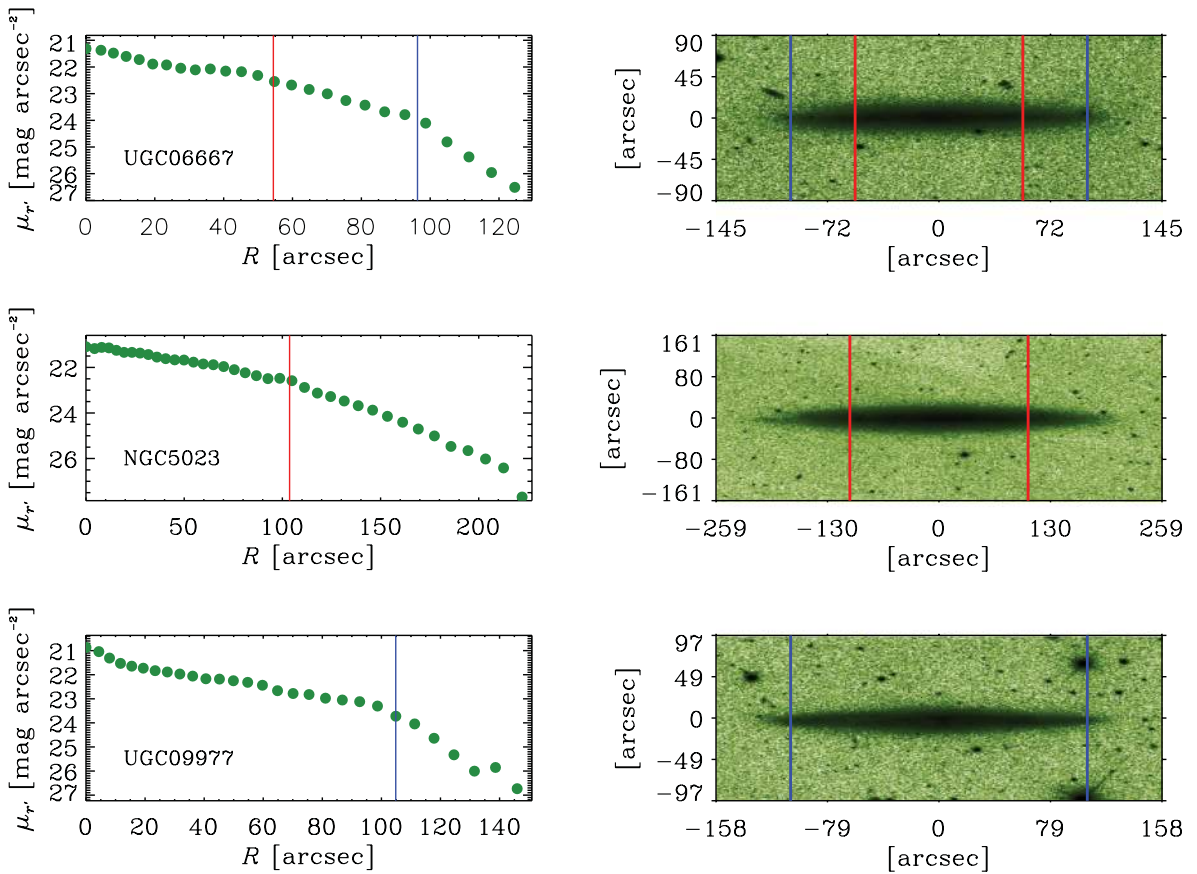 21
22
23
24
25
26
27
μr′ [mag arcsec⁻²]
UGC06667
0 20 40 60 80 100 120
R [arcsec]
90
45
0
−45
−90
[arcsec]
−145 −72 0 72 145
[arcsec]
22
24
26
μr′ [mag arcsec⁻²]
NGC5023
0 50 100 150 200
R [arcsec]
161
80
0
−80
−161
[arcsec]
−259 −130 0 130 259
[arcsec]
21
22
23
24
25
26
27
μr′ [mag arcsec⁻²]
UGC09977
0 20 40 60 80 100 120 140
R [arcsec]
97
49
0
−49
−97
[arcsec]
−158 −79 0 79 158
[arcsec]